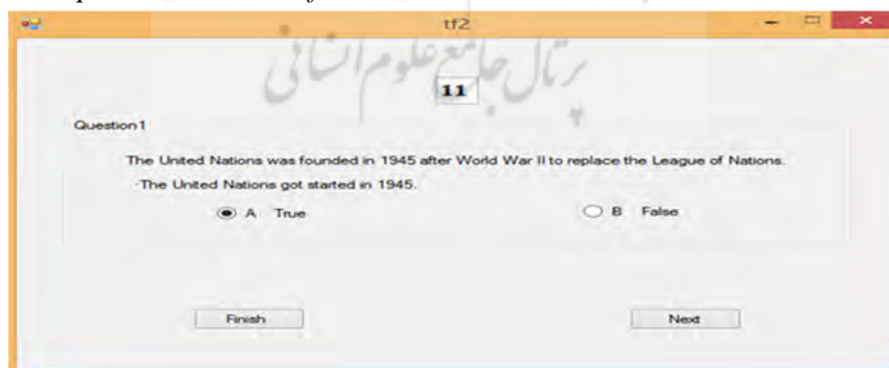 tf2
پرتال جامع علوم انسانی
11
Question1
The United Nations was founded in 1945 after World War II to replace the League of Nations.
The United Nations got started in 1945.
A True
B False
Finish
Next